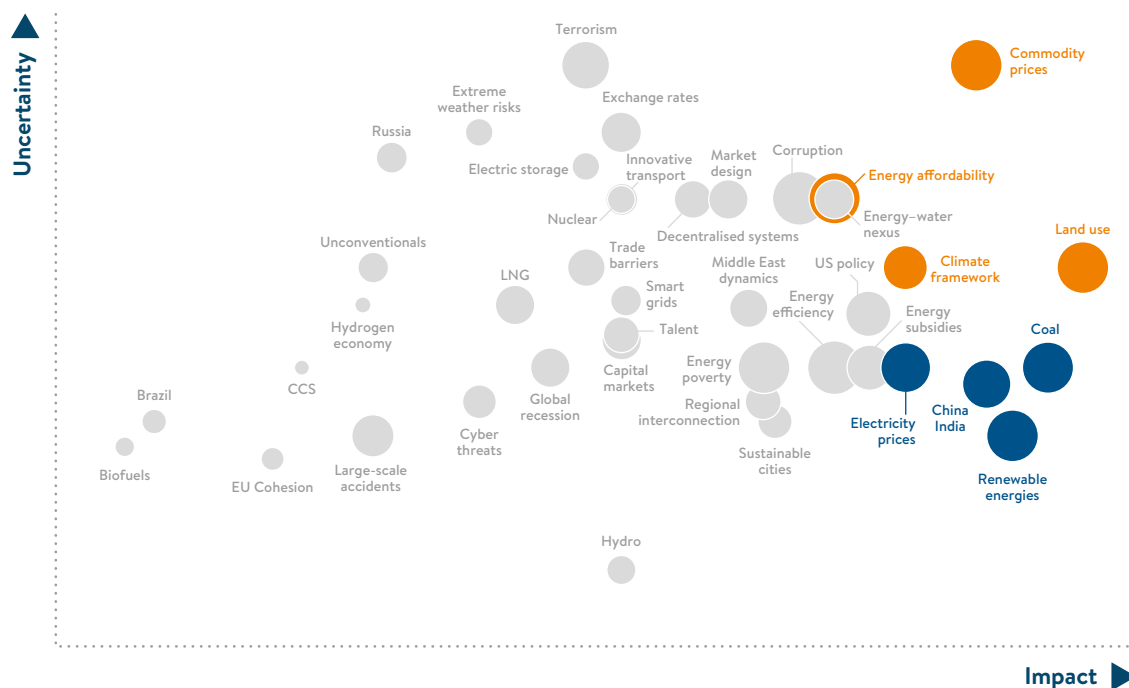 Uncertainty
Terrorism
Commodity
prices
Extreme
weather risks
Exchange rates
Russia
Electric storage
Innovative
transport
Market
design
Corruption
Energy affordability
Nuclear
Decentralised systems
Energy–water
nexus
Land use
Unconventionals
Trade
barriers
Middle East
dynamics
US policy
Climate
framework
LNG
Smart
grids
Energy
efficiency
Energy
subsidies
Hydrogen
economy
Talent
Coal
CCS
Capital
markets
Energy
poverty
Brazil
Global
recession
Regional
interconnection
Electricity
prices
China
India
Cyber
threats
Sustainable
cities
Biofuels
EU Cohesion
Large-scale
accidents
Renewable
energies
Hydro
Impact